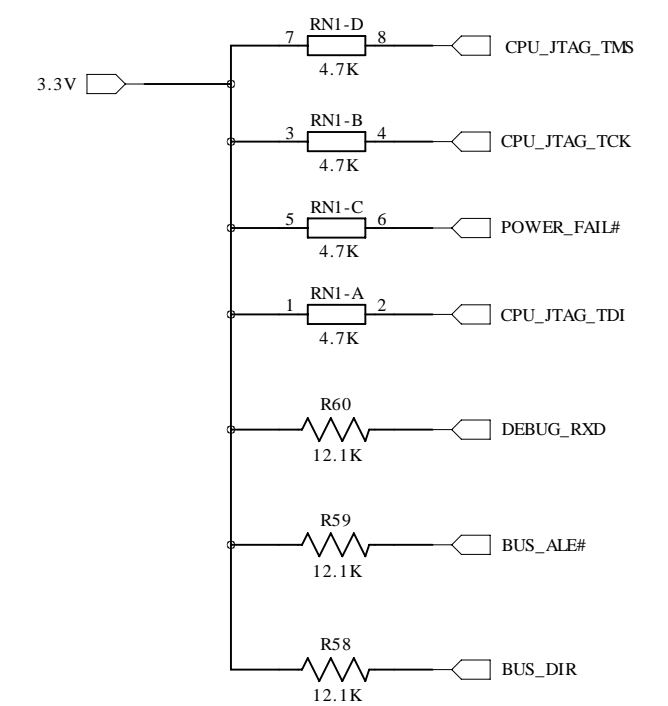 RN1-D
7 8 CPU_JTAG_TMS
4.7K
3.3V
RN1-B
3 4 CPU_JTAG_TCK
4.7K
RN1-C
5 6 POWER_FAIL#
4.7K
RN1-A
1 2 CPU_JTAG_TDI
4.7K
R60
DEBUG_RXD
12.1K
R59
BUS_ALE#
12.1K
R58
BUS_DIR
12.1K